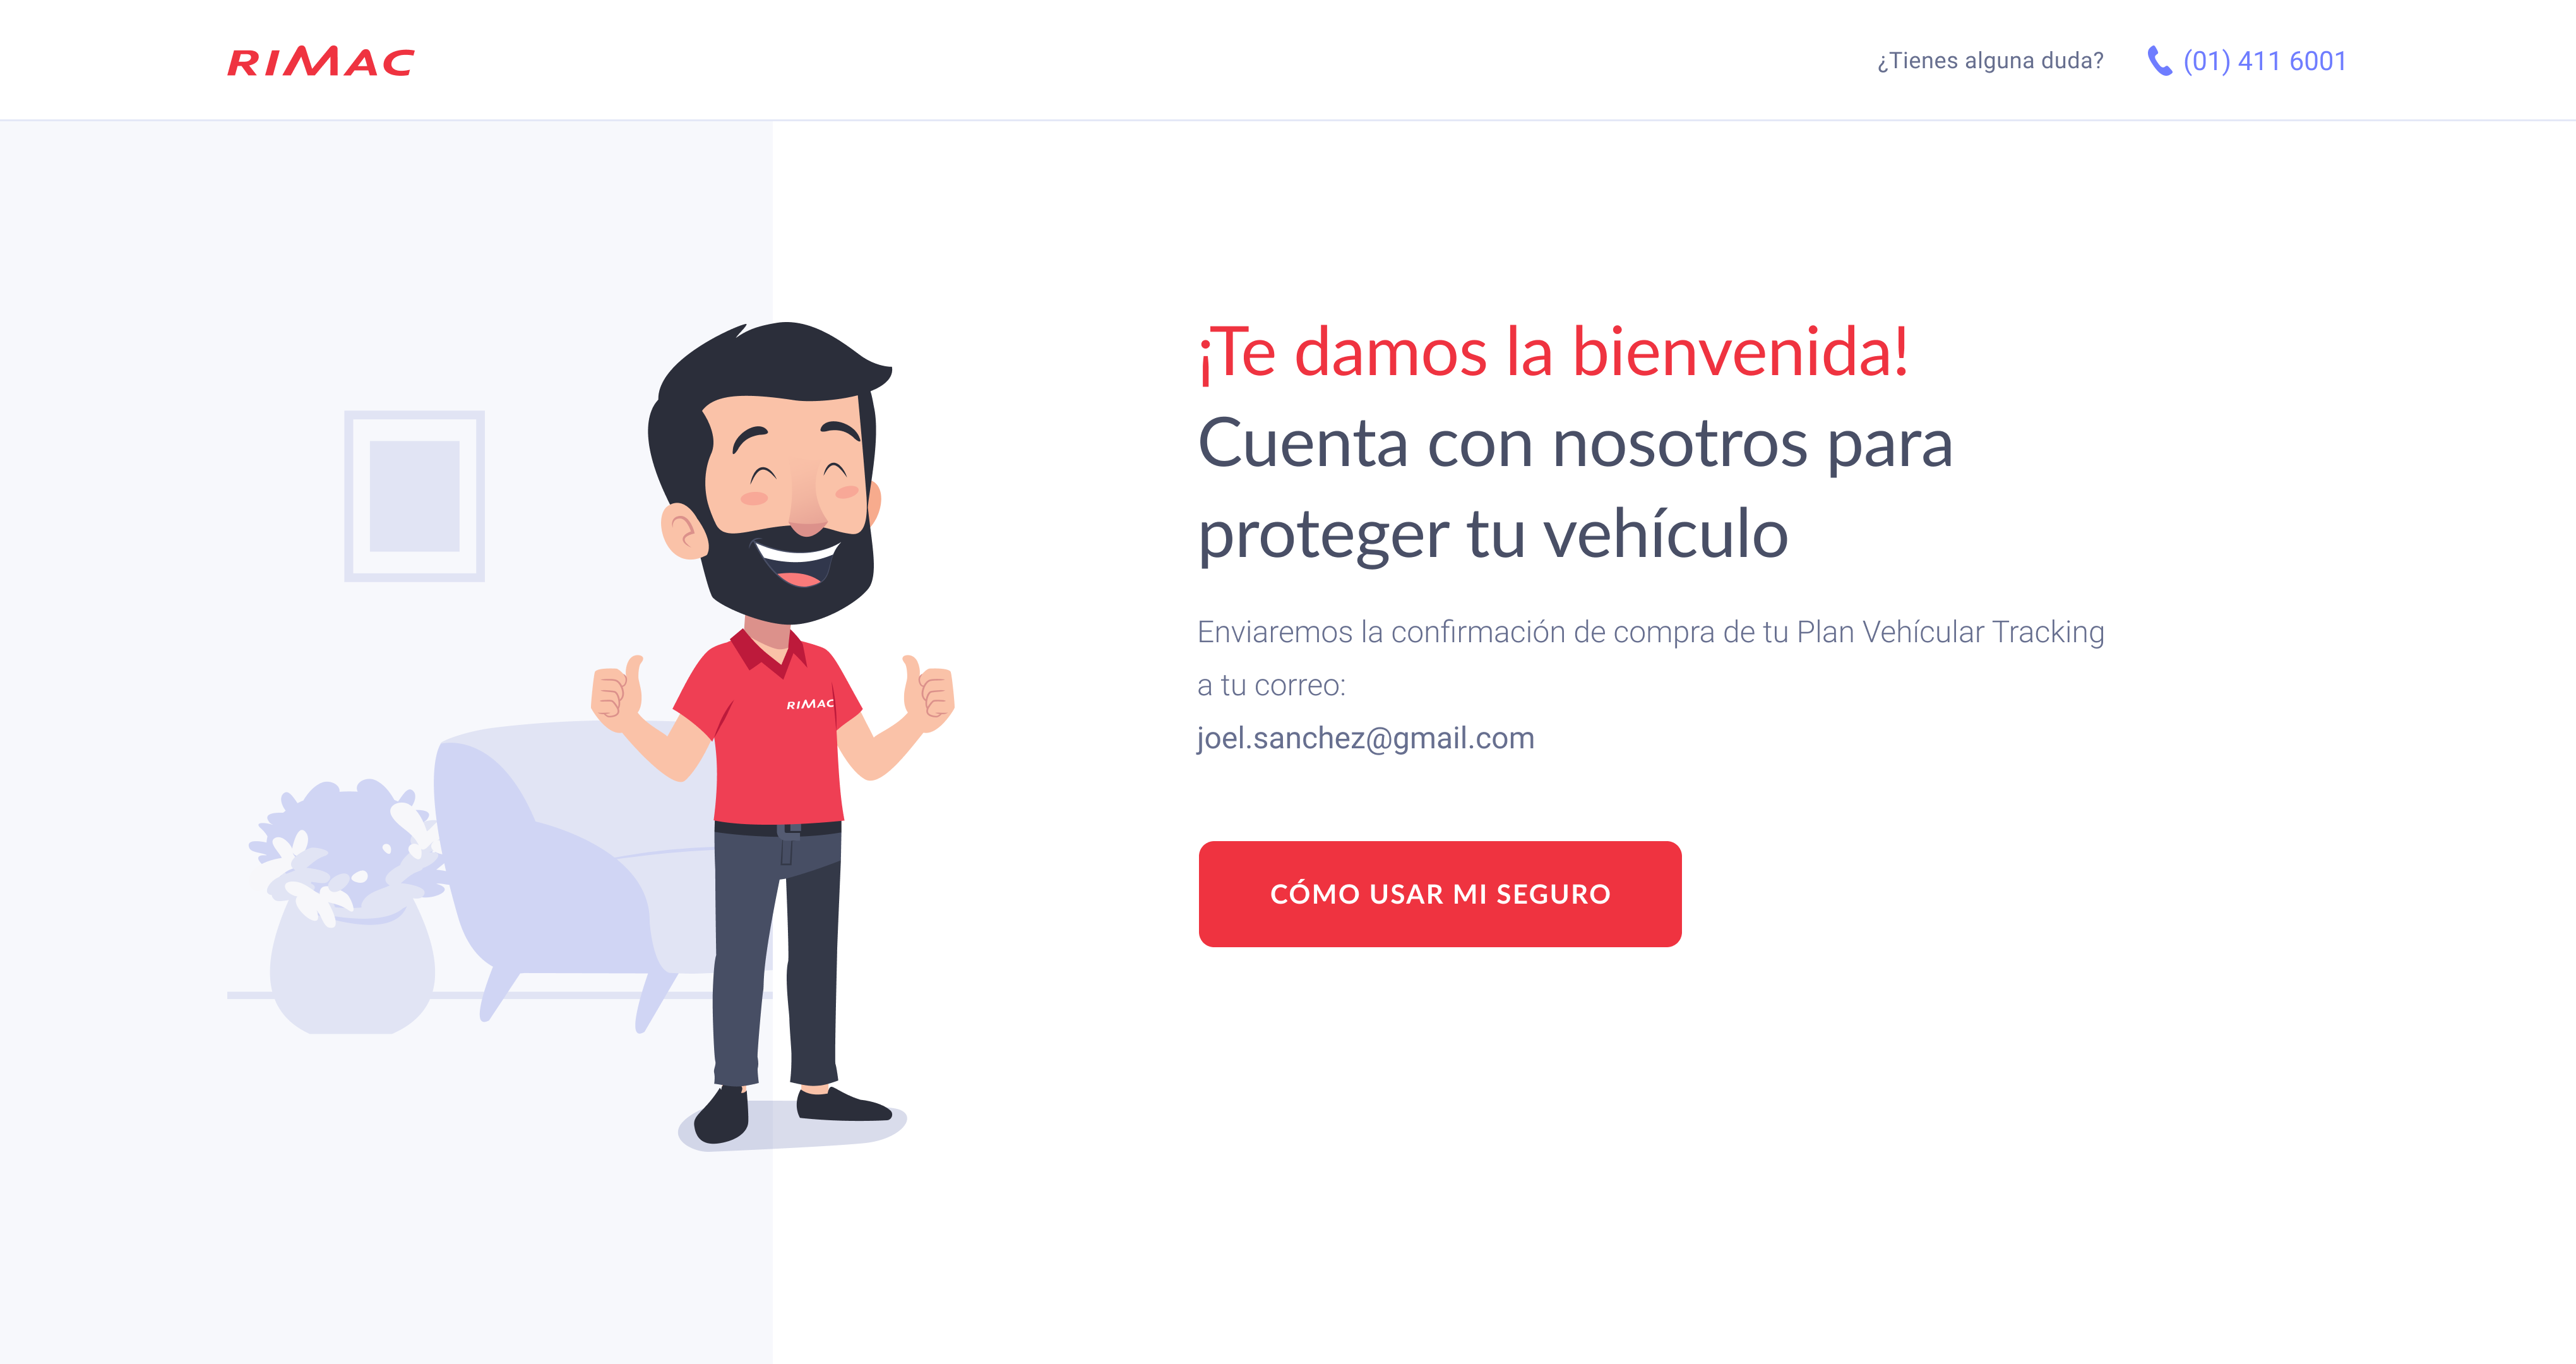 RIMAC
¿Tienes alguna duda?
(01) 411 6001
¡Te damos la bienvenida!
Cuenta con nosotros para
proteger tu vehículo
Enviaremos la confirmación de compra de tu Plan Vehícular Tracking
a tu correo:
joel.sanchez@gmail.com
RIMAC
CÓMO USAR MI SEGURO